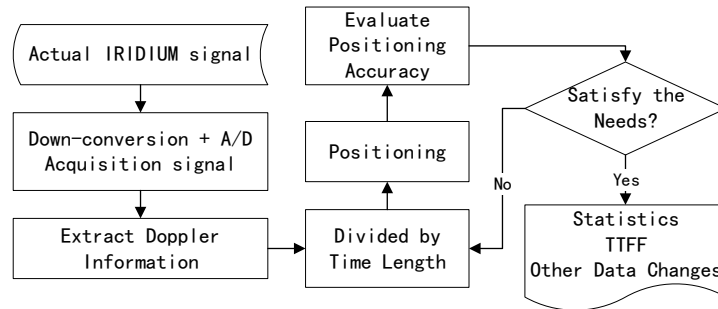 Actual IRIDIUM signal
Down-conversion + A/D
Acquisition signal
Extract Doppler
Information
Evaluate
Positioning
Accuracy
Positioning
Divided by
Time Length
Satisfy the
Needs?
No
Yes
Statistics
TTFF
Other Data Changes